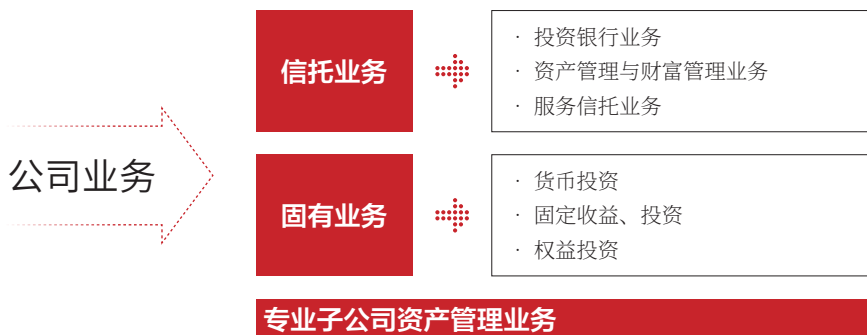 公司业务
信托业务
· 投资银行业务
· 资产管理与财富管理业务
· 服务信托业务
固有业务
· 货币投资
· 固定收益、投资
· 权益投资
专业子公司资产管理业务